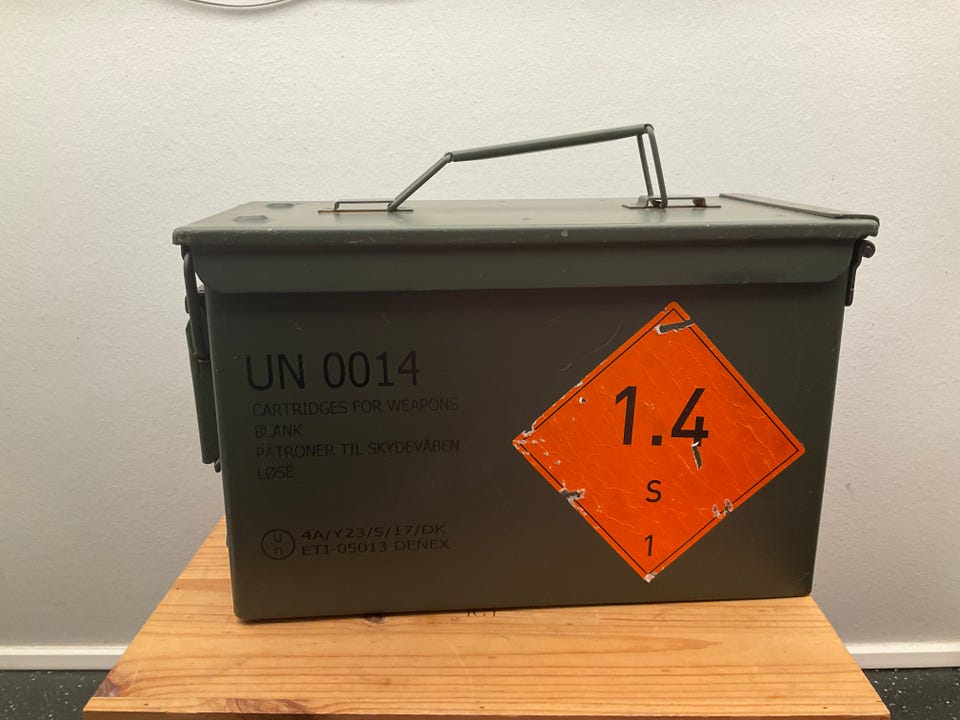 UN 0014
CARTRIDGES FOR WEAPONS
BLANK
PATRONER TIL SKYDEVÅBEN
LØSE
un
4A/Y23/S/17/DK
ETI-05013 DENEX
1.4
S
1